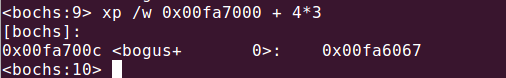 <bochs:9> xp /w 0x00fa7000 + 4*3
[bochs]:
0x00fa700c <bogus+       0>:    0x00fa6067
<bochs:10>